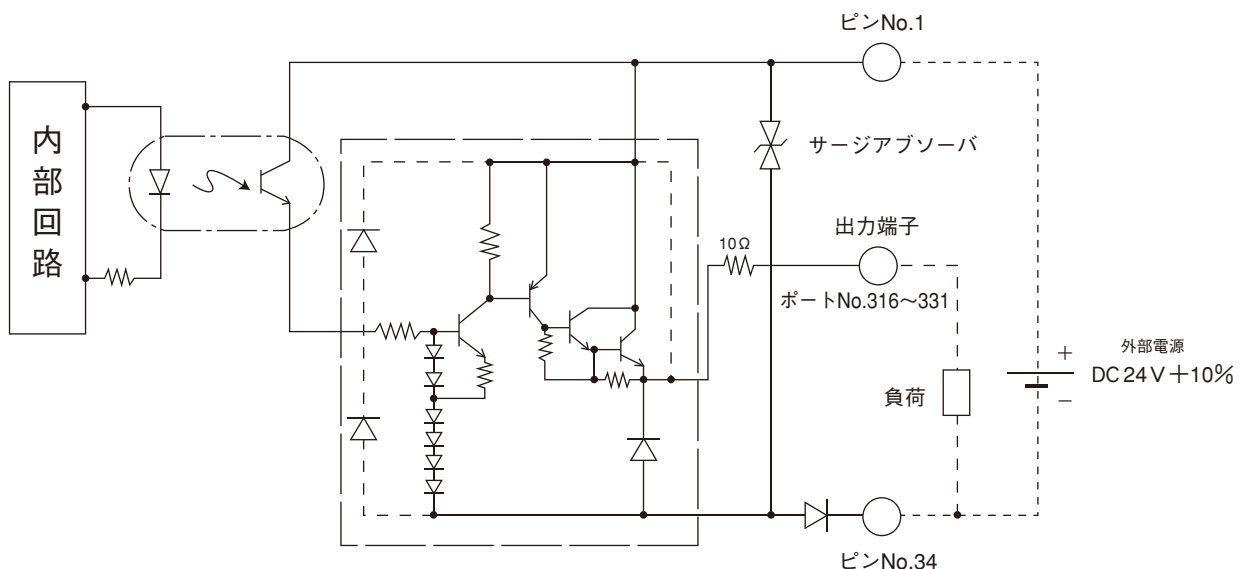 ピンNo.1
内部回路
サージアブソーバ
出力端子
10Ω
ポートNo.316〜331
外部電源
DC 24V +10%
+
−
負荷
ピンNo.34